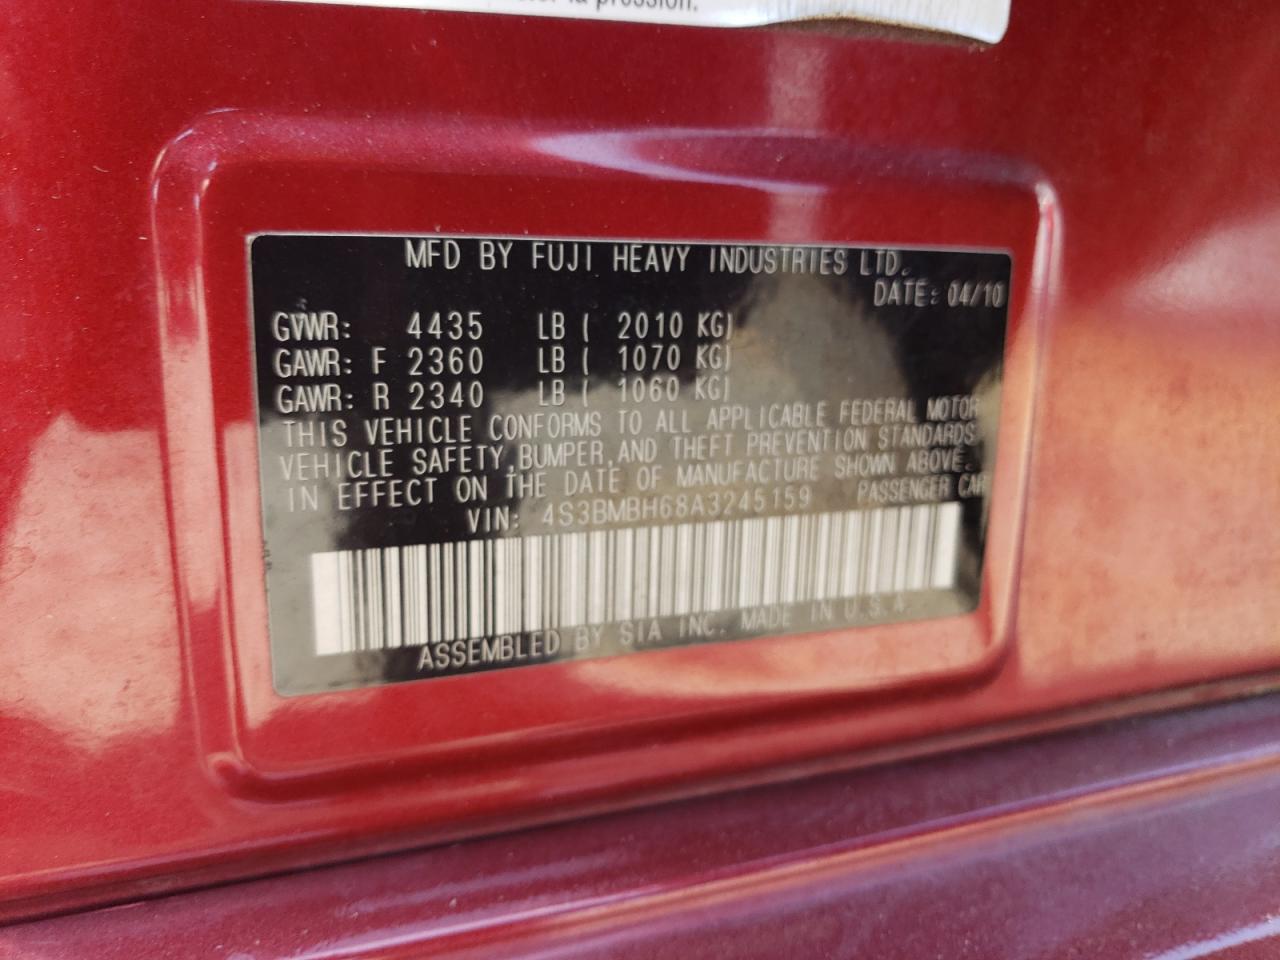 la pression.
MFD BY FUJI HEAVY INDUSTRIES LTD.
DATE: 04/10
GVWR: 4435 LB ( 2010 KG)
GAWR: F 2360 LB ( 1070 KG)
GAWR: R 2340 LB ( 1060 KG)
THIS VEHICLE CONFORMS TO ALL APPLICABLE FEDERAL MOTOR
VEHICLE SAFETY, BUMPER, AND THEFT PREVENTION STANDARDS
IN EFFECT ON THE DATE OF MANUFACTURE SHOWN ABOVE.
VIN: 4S3BMBH68A3245159 PASSENGER CAR
ASSEMBLED BY SIA INC. MADE IN U.S.A.